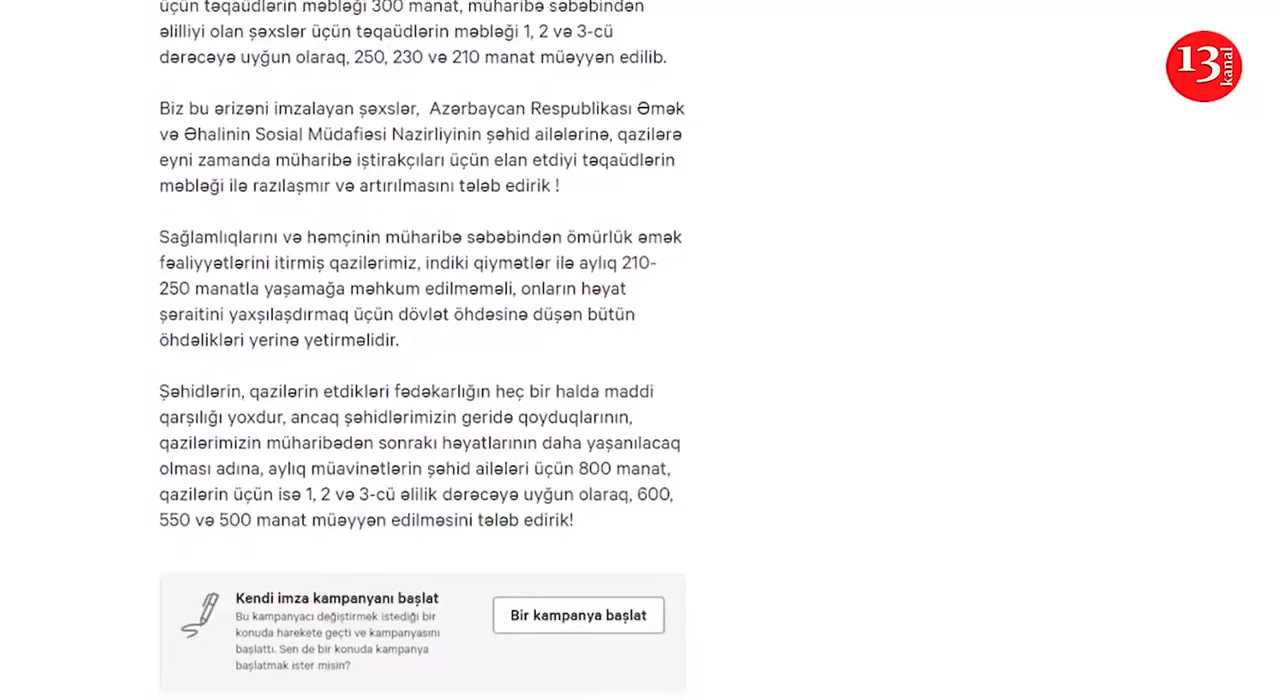 üçün təqaüdlərin məbləği 300 manat, müharibə səbəbindən
əlilliyi olan şəxslər üçün təqaüdlərin məbləği 1, 2 və 3-cü
dərəcəyə uyğun olaraq, 250, 230 və 210 manat müəyyən edilib.
Biz bu ərizəni imzalayan şəxslər, Azərbaycan Respublikası Əmək
və Əhalinin Sosial Müdafiəsi Nazirliyinin şəhid ailələrinə, qazilərə
eyni zamanda müharibə iştirakçıları üçün elan etdiyi təqaüdlərin
məbləği ilə razılaşmır və artırılmasını tələb edirik !
Sağlamlıqlarını və həmçinin müharibə səbəbindən ömürlük əmək
fəaliyyətlərini itirmiş qazilərimiz, indiki qiymətlər ilə aylıq 210-
250 manatla yaşamağa məhkum edilməməli, onların həyat
şəraitini yaxşılaşdırmaq üçün dövlət öhdəsinə düşən bütün
öhdəlikləri yerinə yetirməlidir.
Şəhidlərin, qazilərin etdikləri fədəkarlığın heç bir halda maddi
qarşılığı yoxdur, ancaq şəhidlərimizin geridə qoyduqlarının,
qazilərimizin müharibədən sonrakı həyatlarının daha yaşanılacaq
olması adına, aylıq müavinətlərin şəhid ailələri üçün 800 manat,
qazilərin üçün isə 1, 2 və 3-cü əlilik dərəcəyə uyğun olaraq, 600,
550 və 500 manat müəyyən edilməsini tələb edirik!
Kendi imza kampanyanı başlat
Bu kampanyacı değiştirmek istediği bir
konuda harekete geçti ve kampanyasını
başlattı. Sen de bir konuda kampanya
başlatmak ister misin?
Bir kampanya başlat
13 kanal